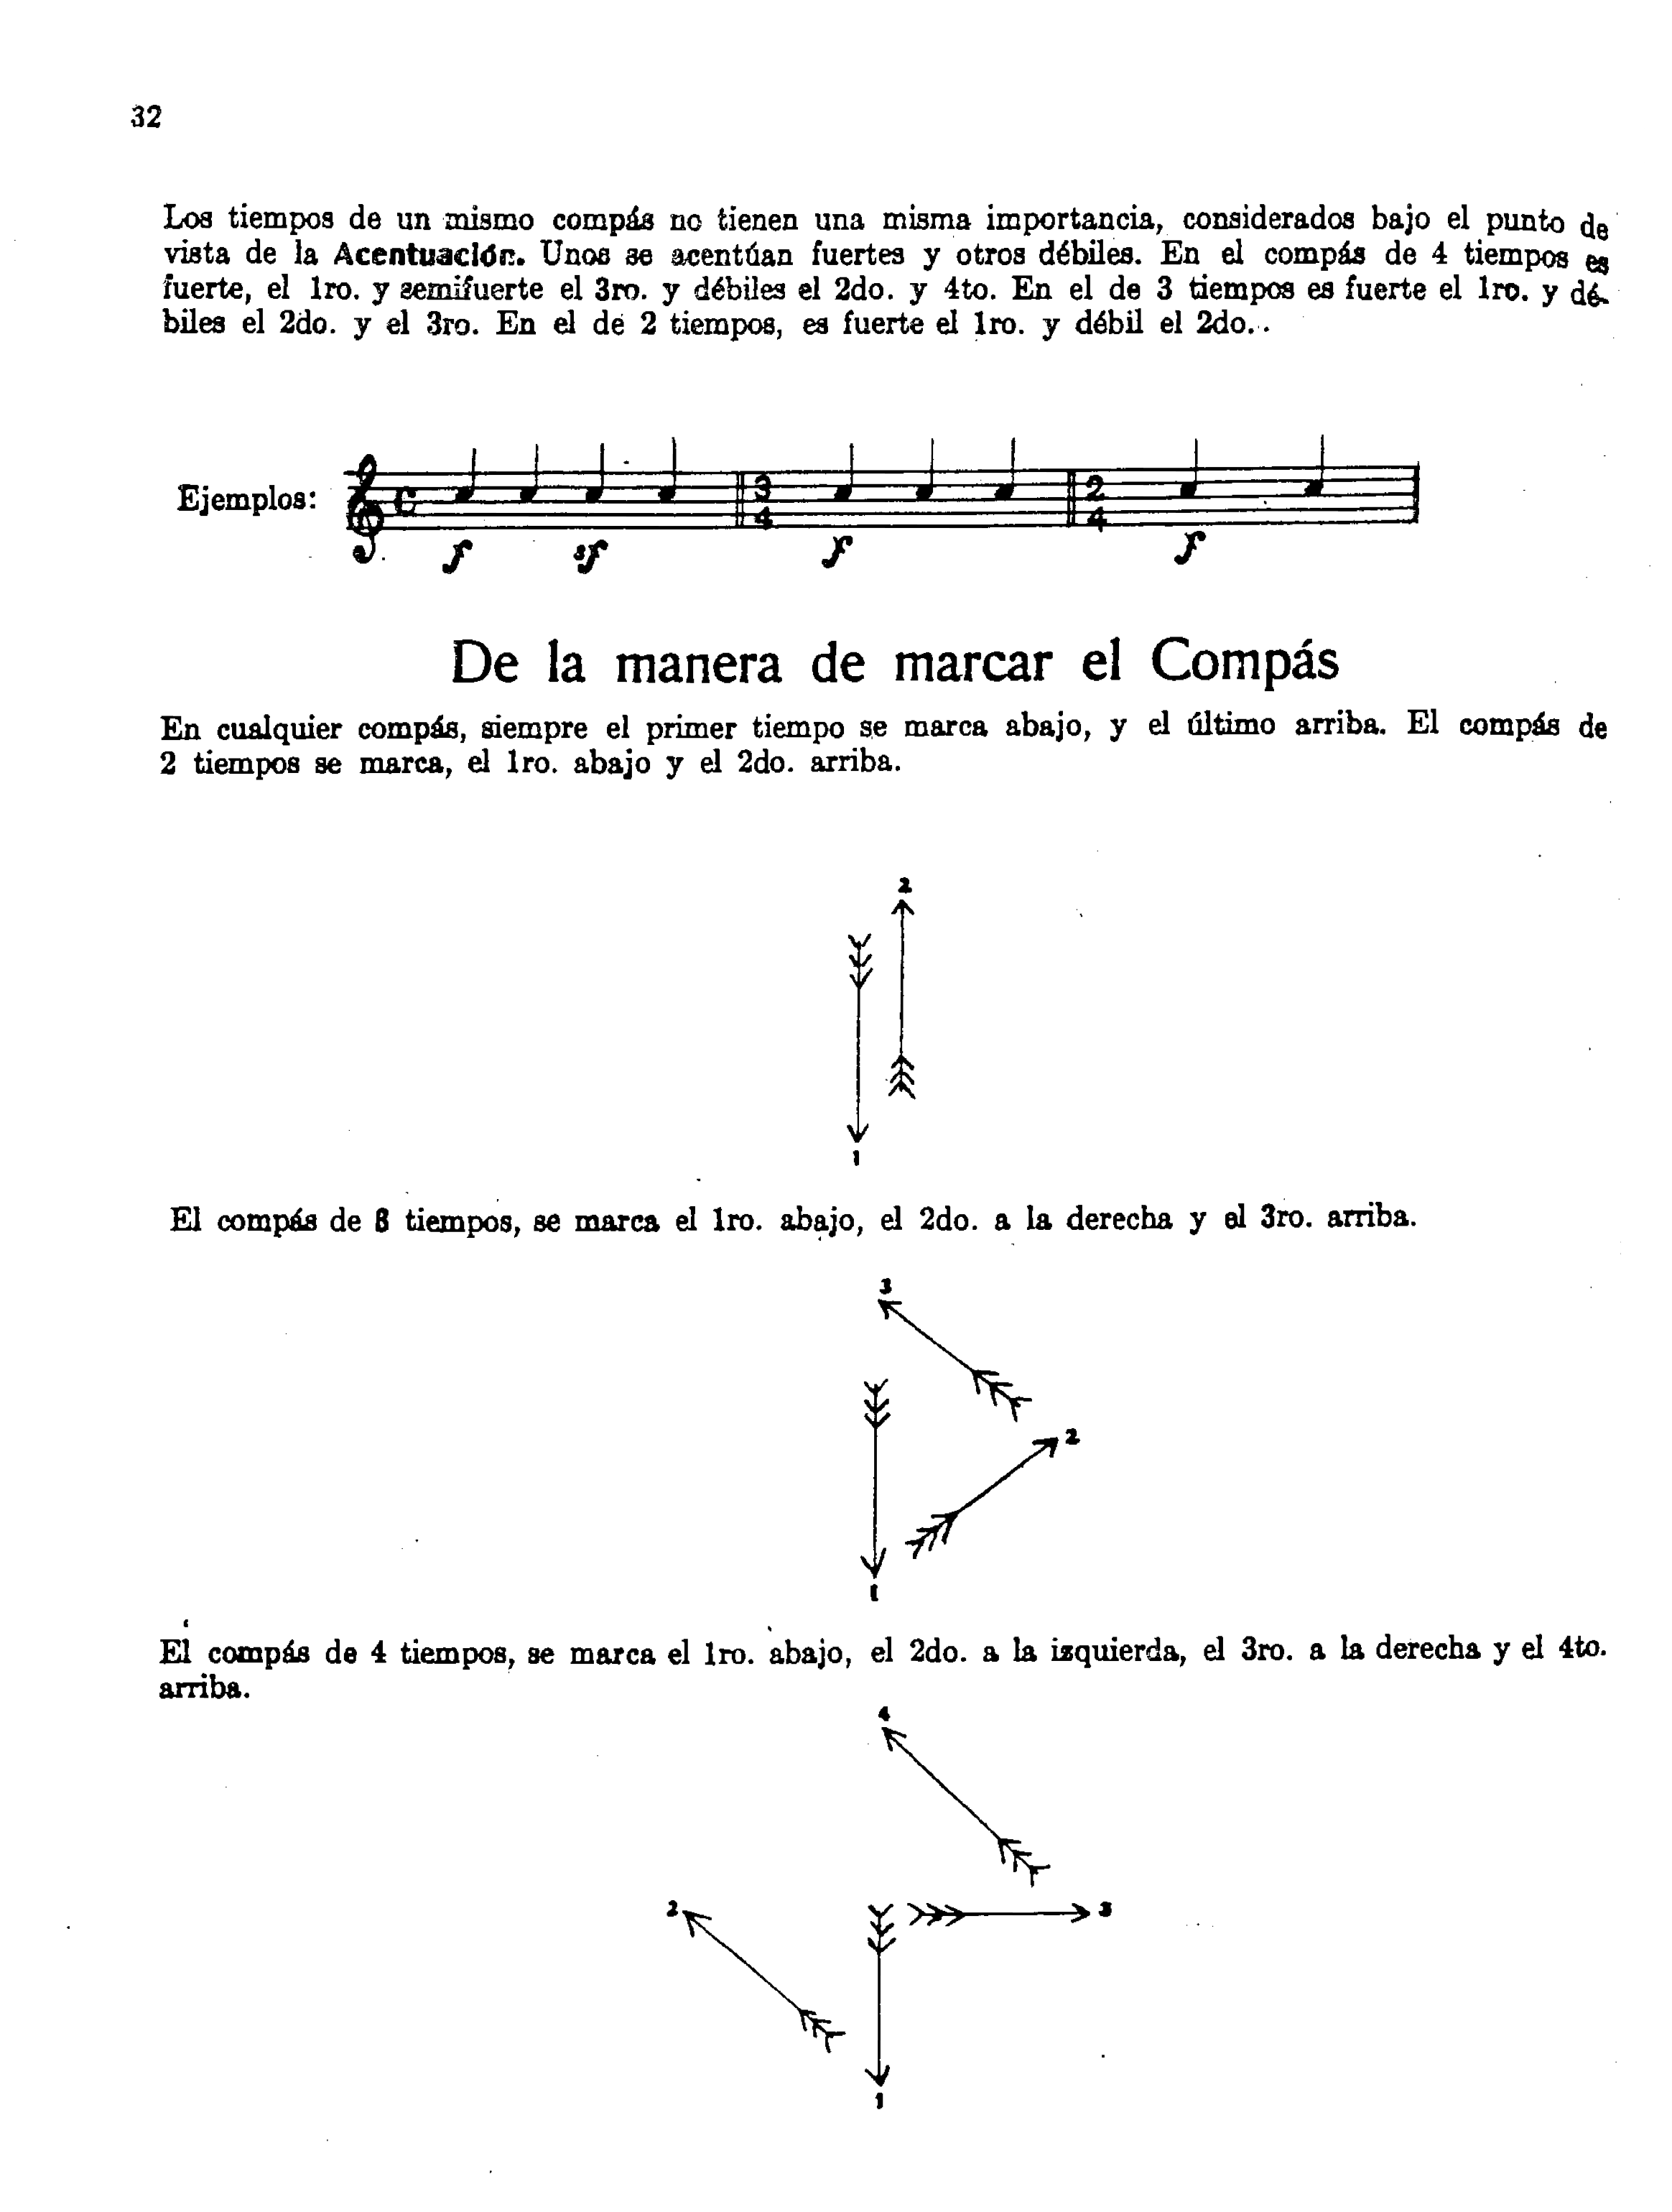 32
Los tiempos de un mismo compás no tienen una misma importancia, considerados bajo el punto de
vista de la Acentuación. Unos se acentúan fuertes y otros débiles. En el compás de 4 tiempos es
fuerte, el 1ro. y semifuerte el 3ro. y débiles el 2do. y 4to. En el de 3 tiempos es fuerte el 1ro. y dé-
biles el 2do. y el 3ro. En el de 2 tiempos, es fuerte el 1ro. y débil el 2do..
Ejemplos:
C 3 4 2 4
f sf f f
De la manera de marcar el Compás
En cualquier compás, siempre el primer tiempo se marca abajo, y el último arriba. El compás de
2 tiempos se marca, el 1ro. abajo y el 2do. arriba.
2
1
El compás de 3 tiempos, se marca el 1ro. abajo, el 2do. a la derecha y el 3ro. arriba.
3
2
1
El compás de 4 tiempos, se marca el 1ro. abajo, el 2do. a la izquierda, el 3ro. a la derecha y el 4to.
arriba.
4
2 3
1